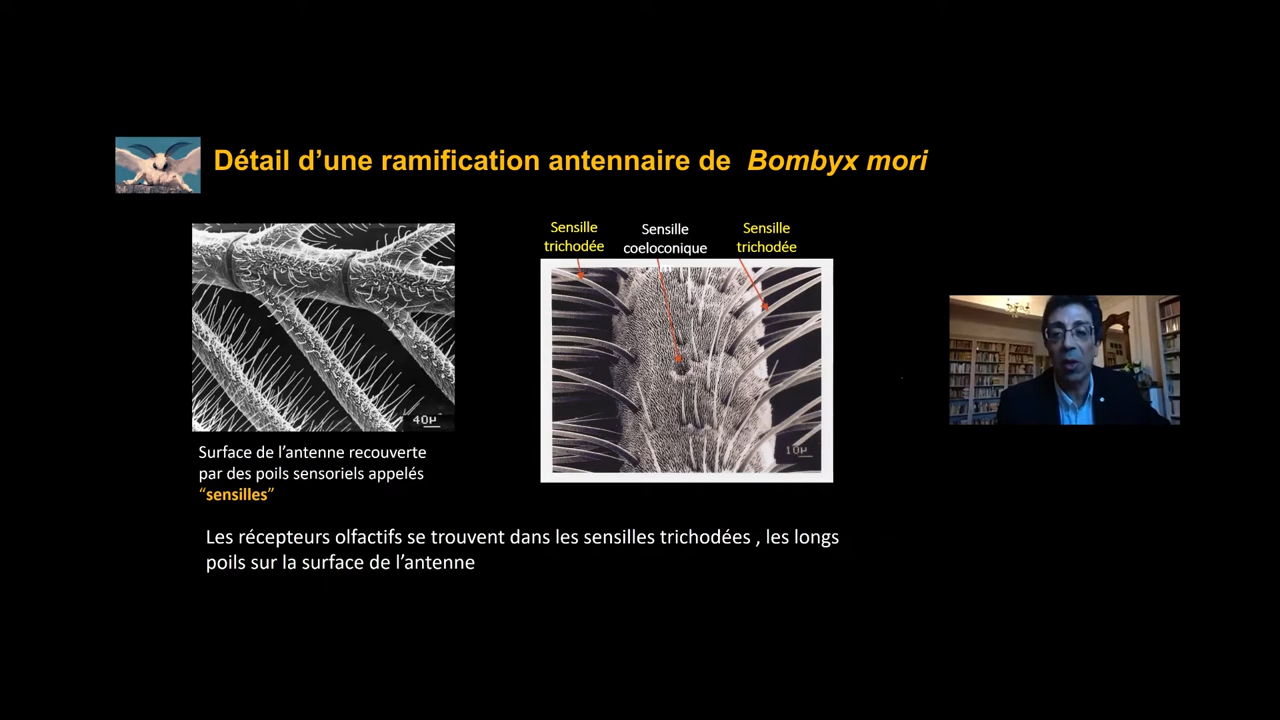 Détail d’une ramification antennaire de Bombyx mori
Sensille
trichodée
Sensille
coeloconique
Sensille
trichodée
40µ
10µ
Surface de l’antenne recouverte
par des poils sensoriels appelés
“sensilles”
Les récepteurs olfactifs se trouvent dans les sensilles trichodées , les longs
poils sur la surface de l’antenne